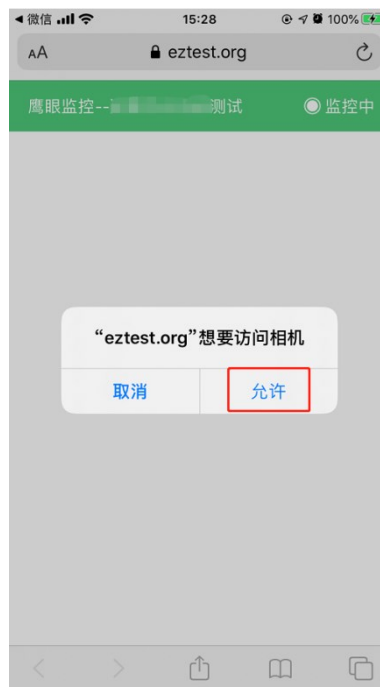 微信
15:28
100%
AA
eztest.org
鹰眼监控--
测试
监控中
“eztest.org”想要访问相机
取消
允许